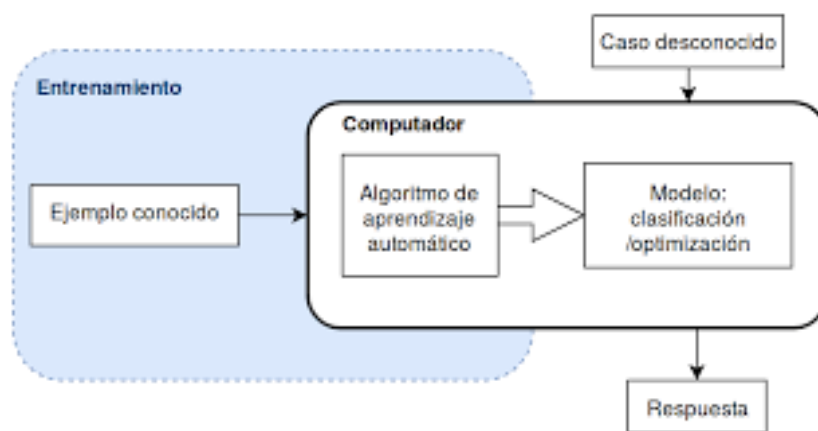 Caso desconocido
Entrenamiento
Computador
Ejemplo conocido
Algoritmo de
aprendizaje
automático
Modelo:
clasificación
/optimización
Respuesta